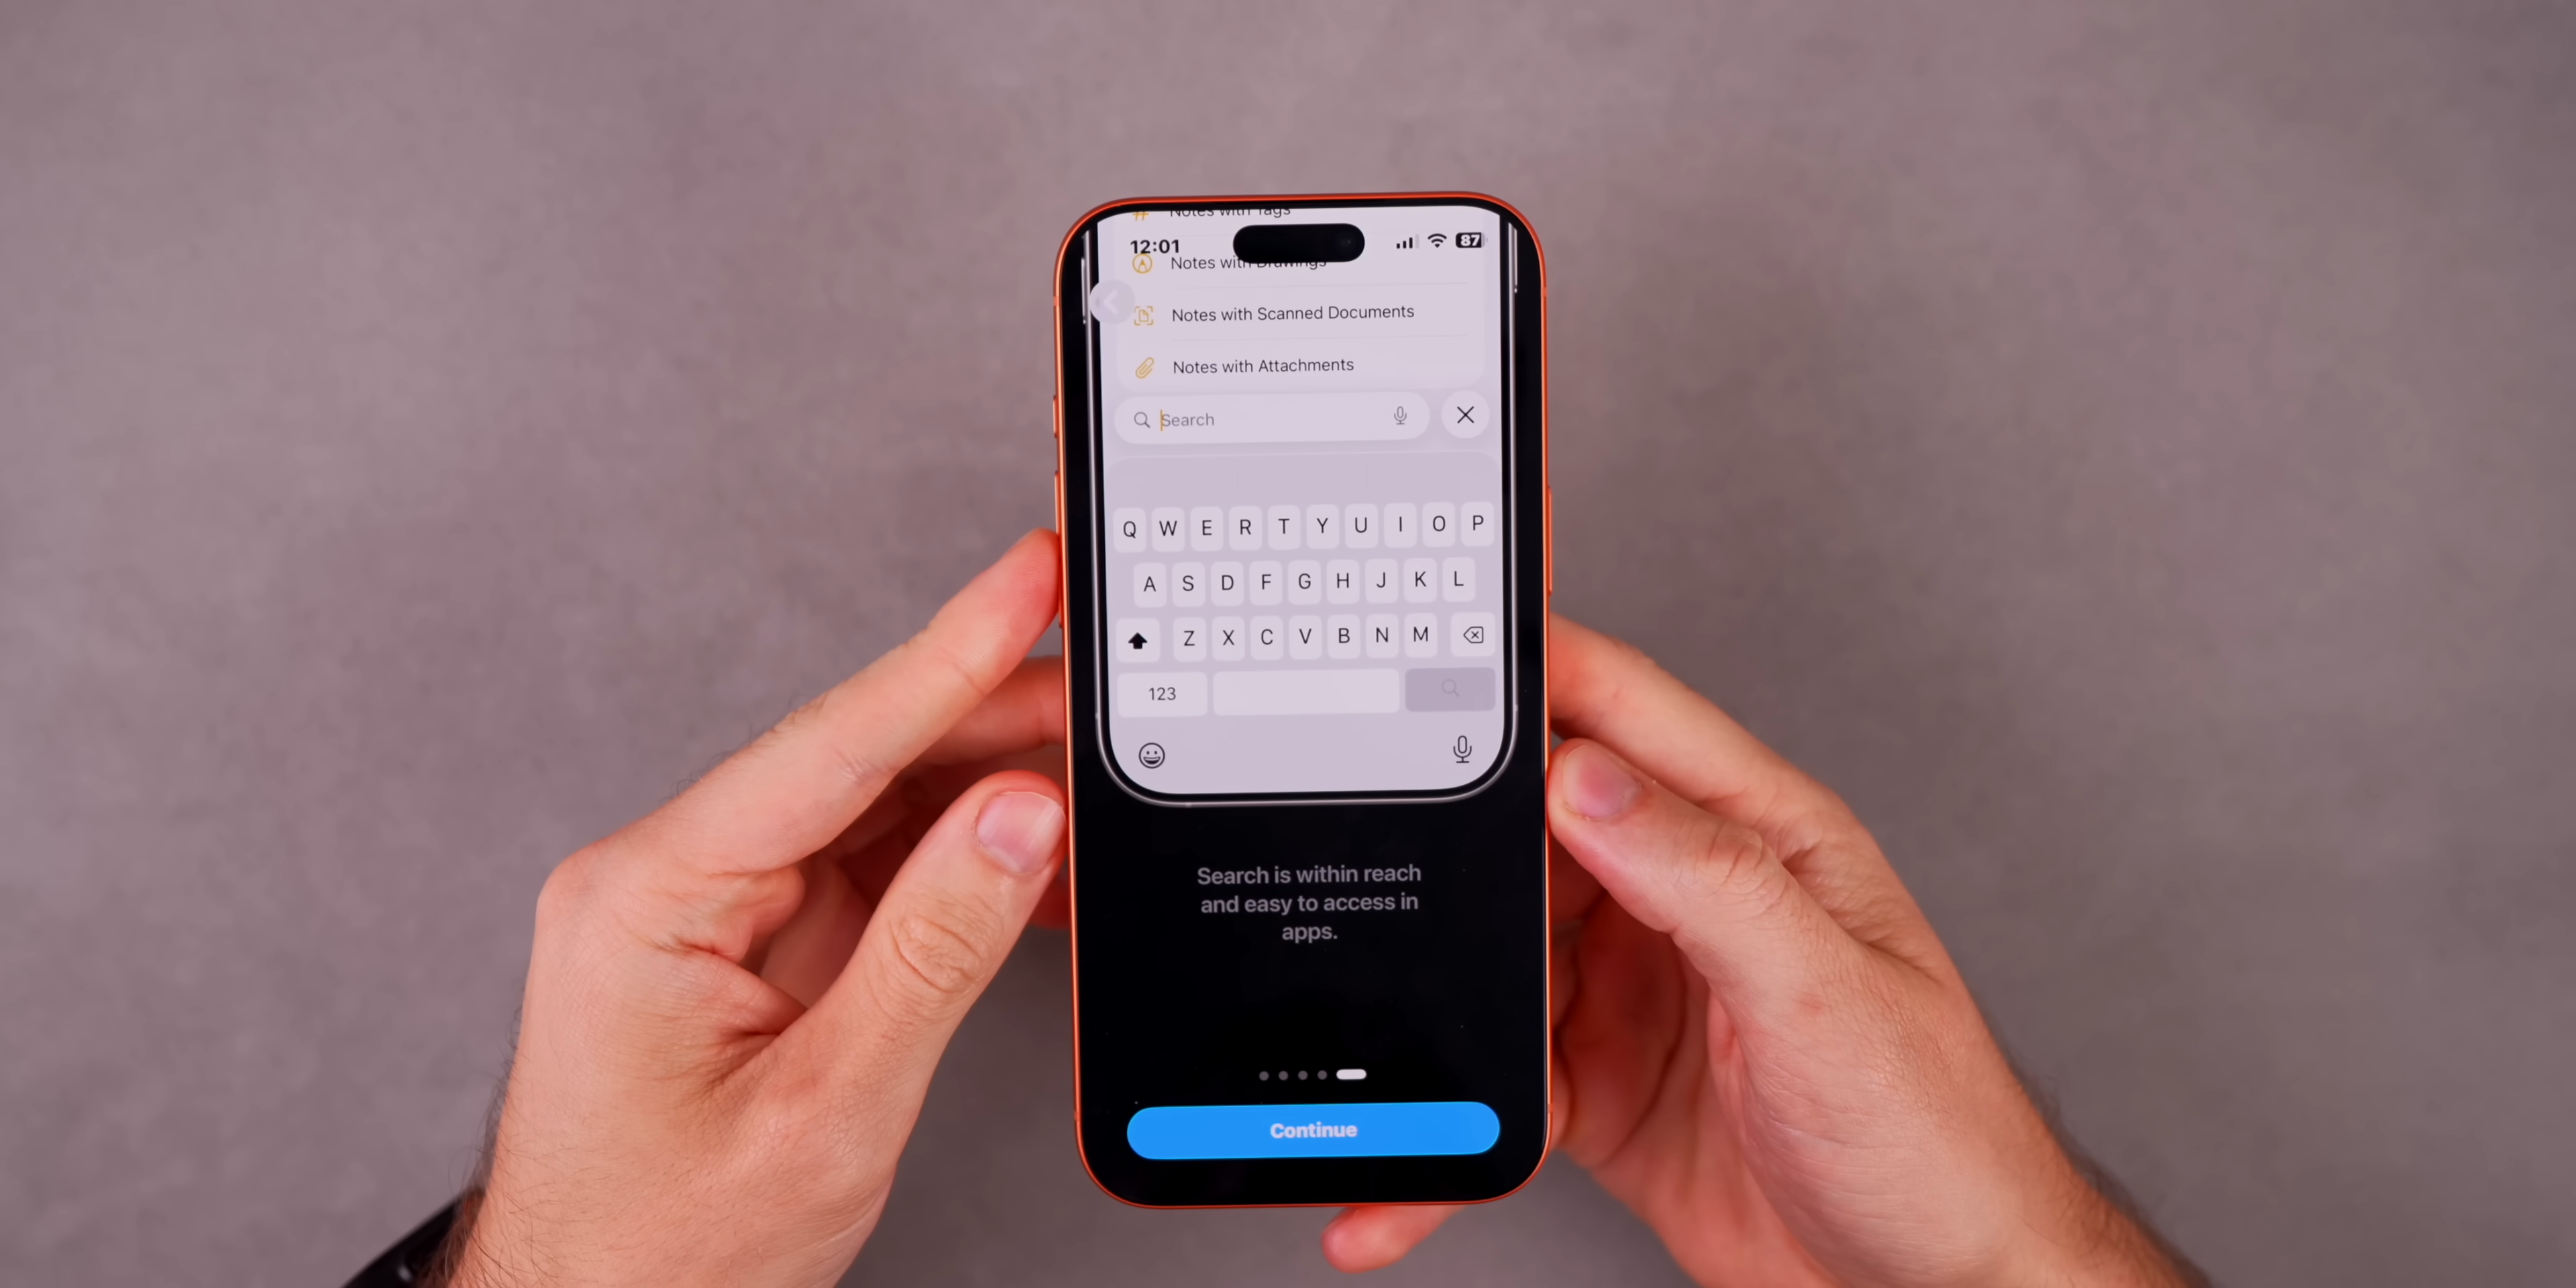 Notes with Tags
12:01
87
Notes with Drawings
Notes with Scanned Documents
Notes with Attachments
Search
Q W E R T Y U I O P
A S D F G H J K L
Z X C V B N M
123
Search is within reach
and easy to access in
apps.
Continue